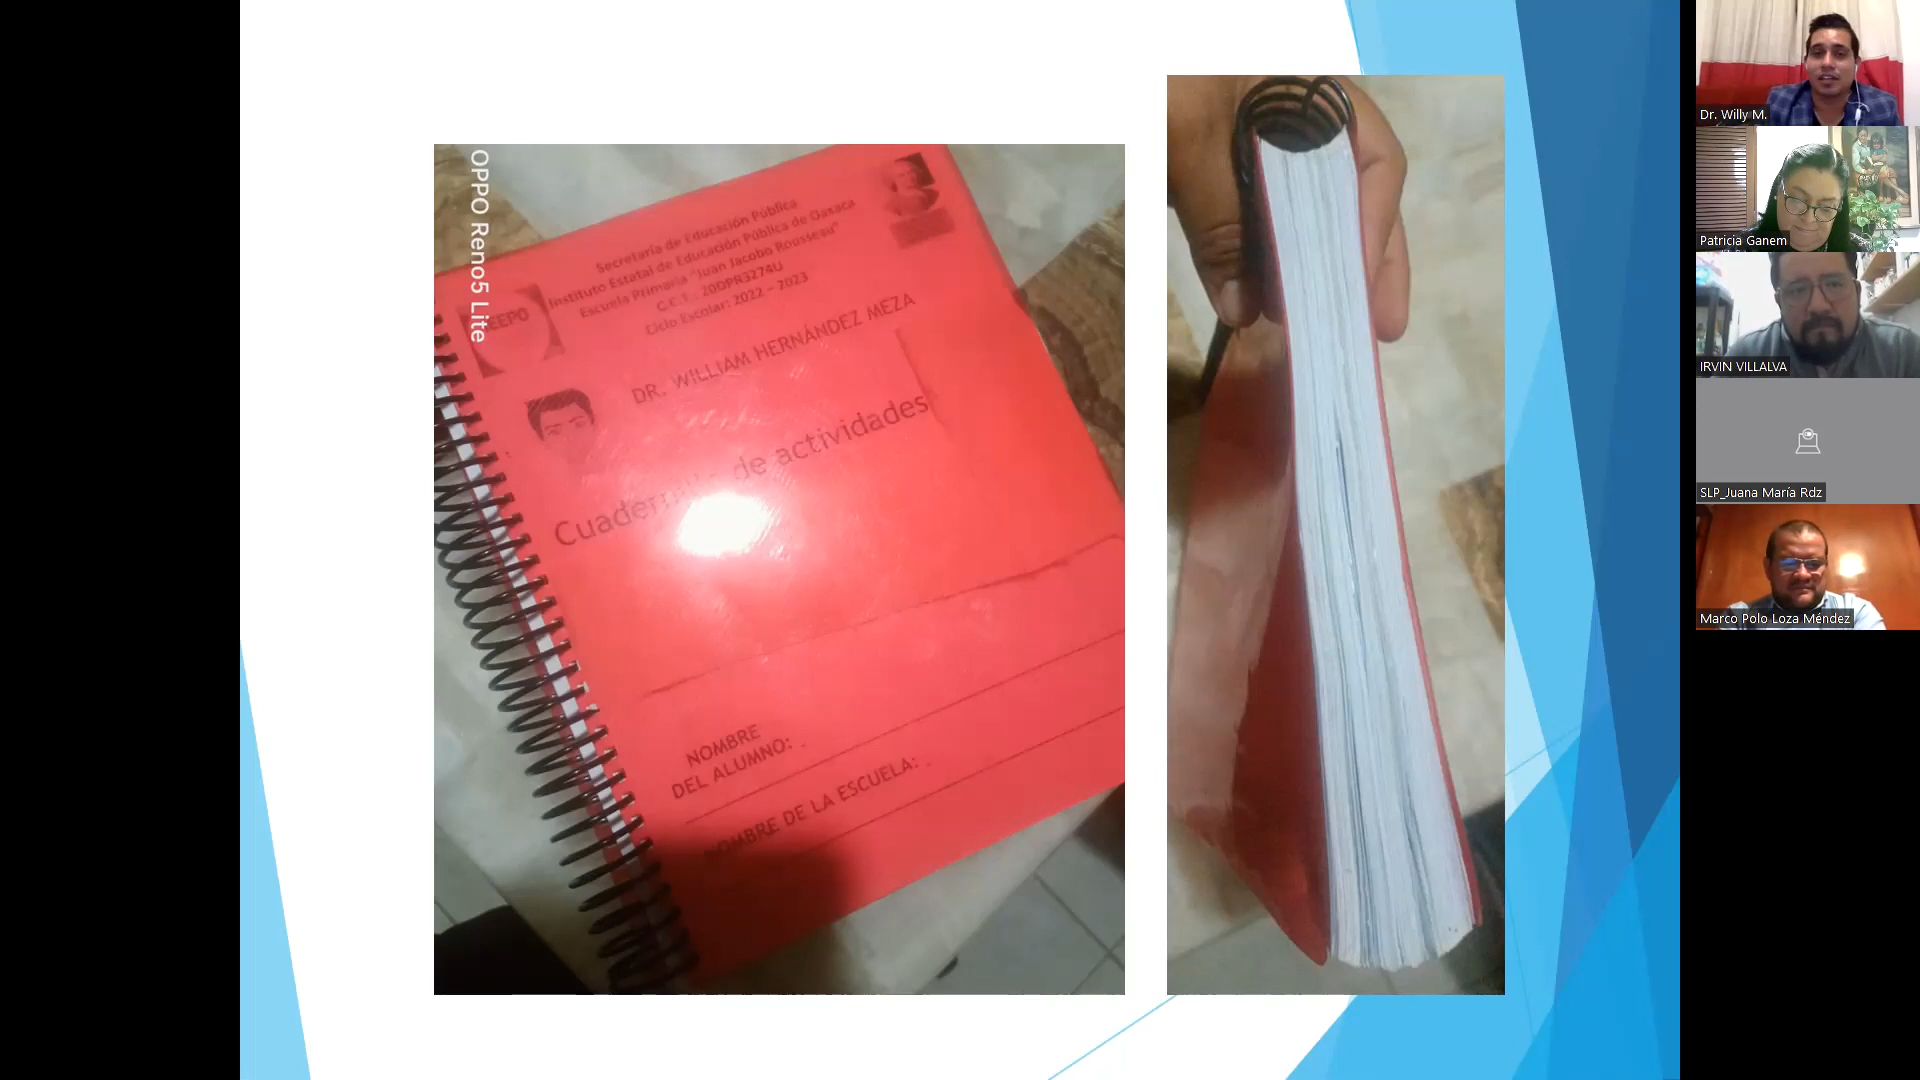 OPPO Reno5 Lite
Secretaría de Educación Pública
Instituto Estatal de Educación Pública de Oaxaca
Escuela Primaria "Juan Jacobo Rousseau"
C.C.T. 20DPR3274U
Ciclo Escolar: 2022 – 2023
IEEPO
DR. WILLIAM HERNÁNDEZ MEZA
Cuadernillo de actividades
NOMBRE
DEL ALUMNO:
NOMBRE DE LA ESCUELA:
Dr. Willy M.
Patricia Ganem
IRVIN VILLALVA
SLP_Juana María Rdz
Marco Polo Loza Méndez